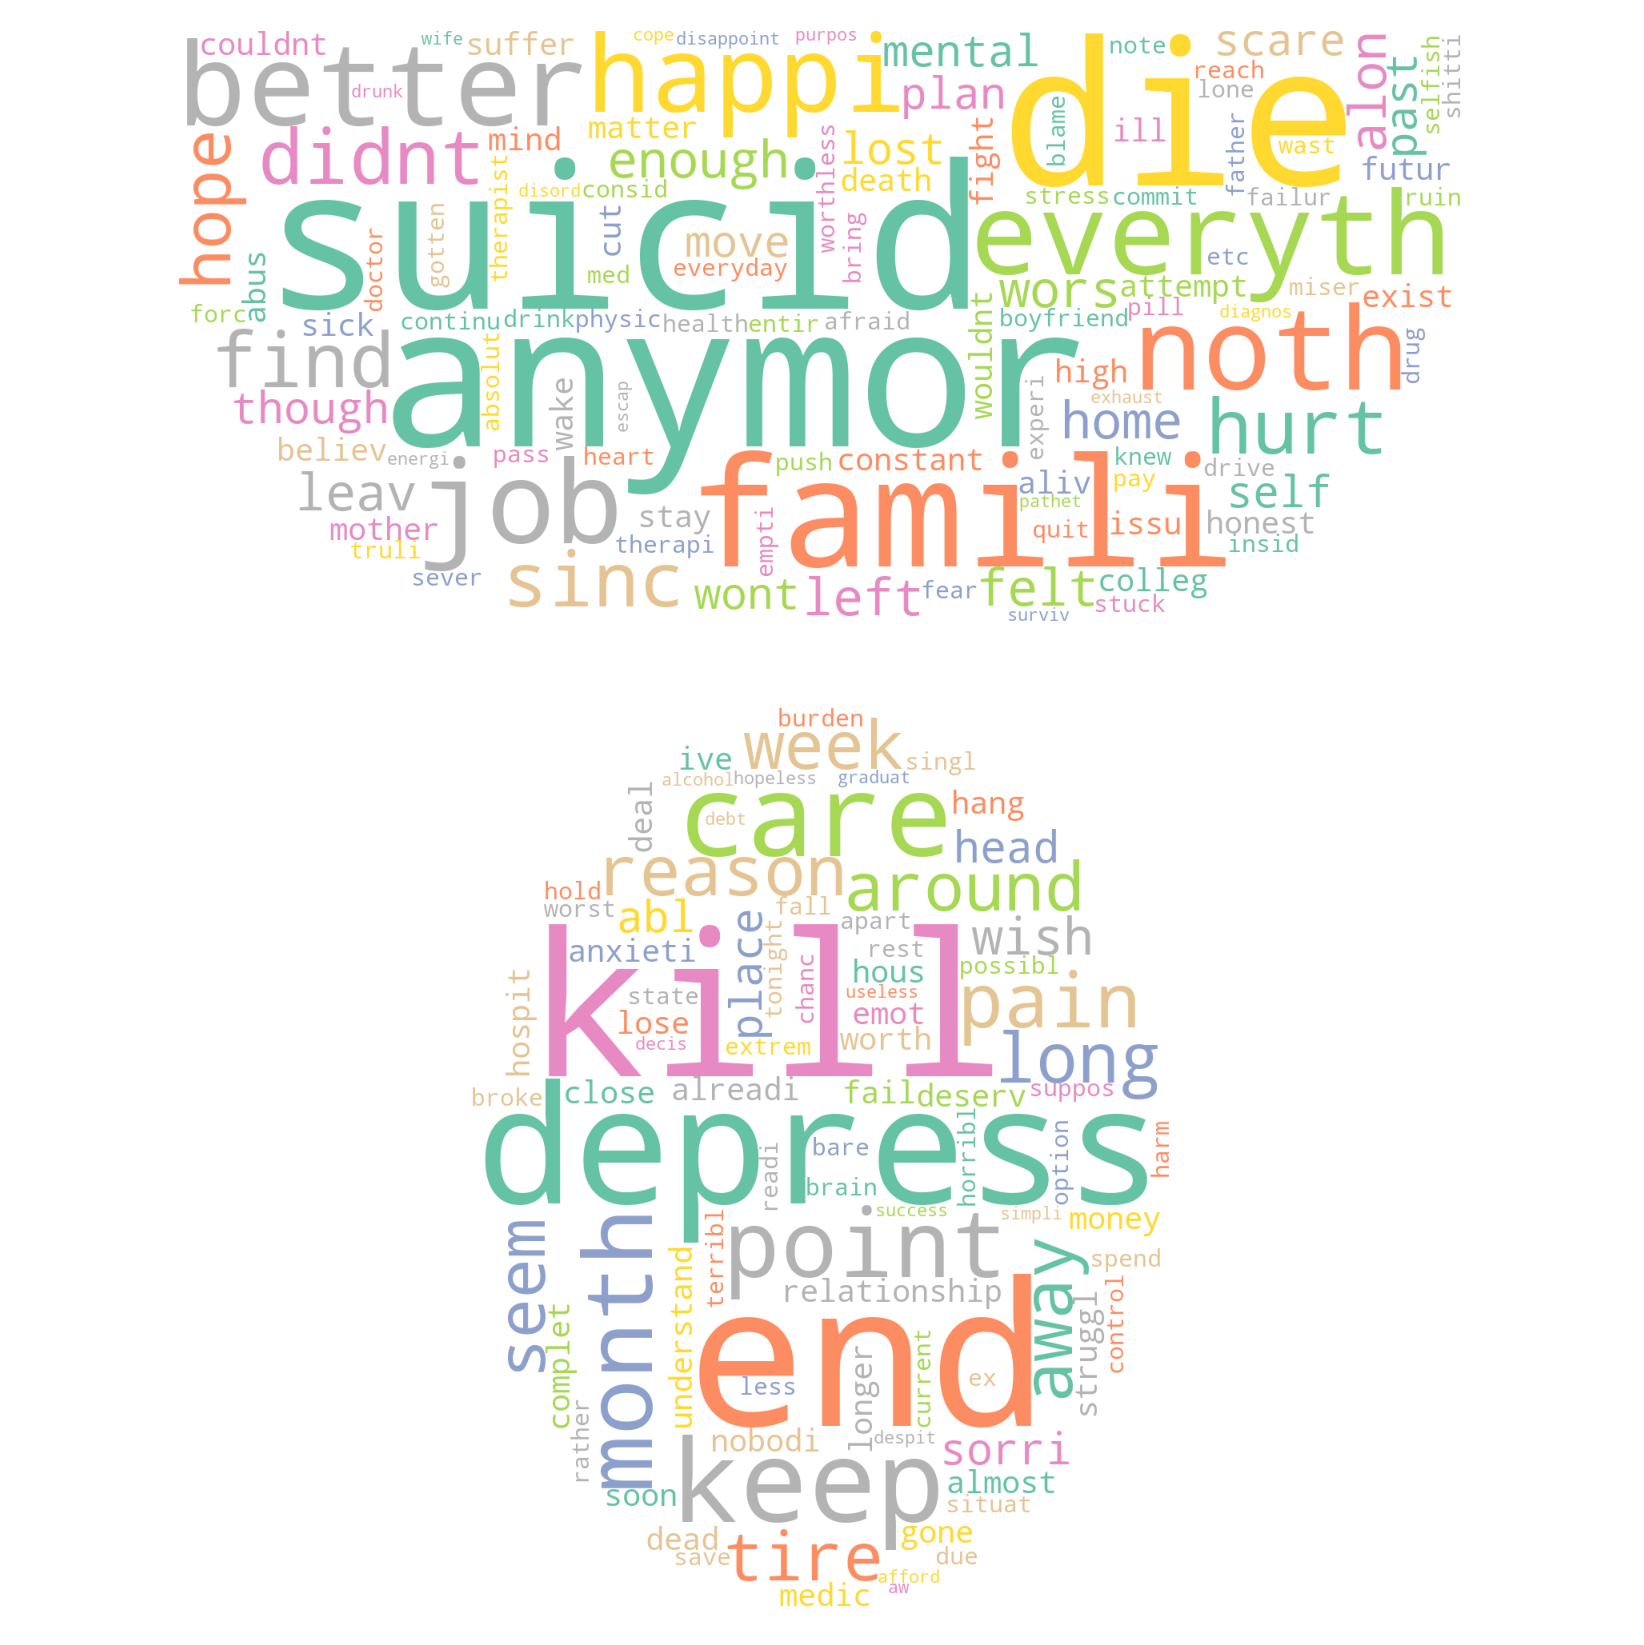 couldnt
wife
suffer
cope
disappoint
purpos
mental
note
scare
alon
past
selfish
shitti
better
happi
die
reach
lone
drunk
plan
hope
didnt
mind
matter
enough
worthless
lost
death
fight
blame
ill
father
wast
futur
therapist
disord
consid
suicid
stress
commit
failur
ruin
everyth
gotten
cut
move
bring
abus
doctor
med
everyday
etc
wors
attempt
miser
exist
forc
sick
continu
drink
physic
health
entir
afraid
wouldnt
boyfriend
pill
diagnos
noth
drug
find
absolut
anymor
high
though
wake
escap
experi
exhaust
home
hurt
believ
energi
pass
heart
push
constant
knew
drive
leav
job
famili
aliv
pay
self
pathet
mother
stay
empti
quit
issu
honest
truli
therapi
insid
sever
sinc
wont
left
fear
felt
colleg
stuck
surviv
burden
week
ive
singl
alcohol
hopeless
graduat
deal
care
hang
debt
head
reason
around
hold
worst
abl
fall
apart
wish
anxieti
place
tonight
rest
kill
hous
possibl
hospit
state
chanc
useless
pain
lose
emot
decis
extrem
worth
long
broke
close
alreadi
fail
deserv
suppos
depress
bare
horribl
option
harm
readi
brain
success
simpli
money
seem
month
terribl
point
away
spend
understand
relationship
control
struggl
complet
end
longer
current
less
ex
rather
nobodi
despit
sorri
keep
soon
almost
situat
dead
gone
save
tire
due
afford
medic
aw